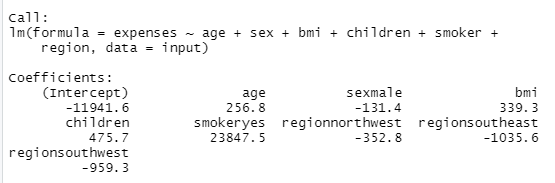 Call:
lm(formula = expenses ~ age + sex + bmi + children + smoker +
    region, data = input)
Coefficients:
    (Intercept)              age          sexmale              bmi
       -11941.6            256.8           -131.4            339.3
       children        smokeryes  regionnorthwest  regionsoutheast
          475.7          23847.5           -352.8          -1035.6
regionsouthwest
         -959.3